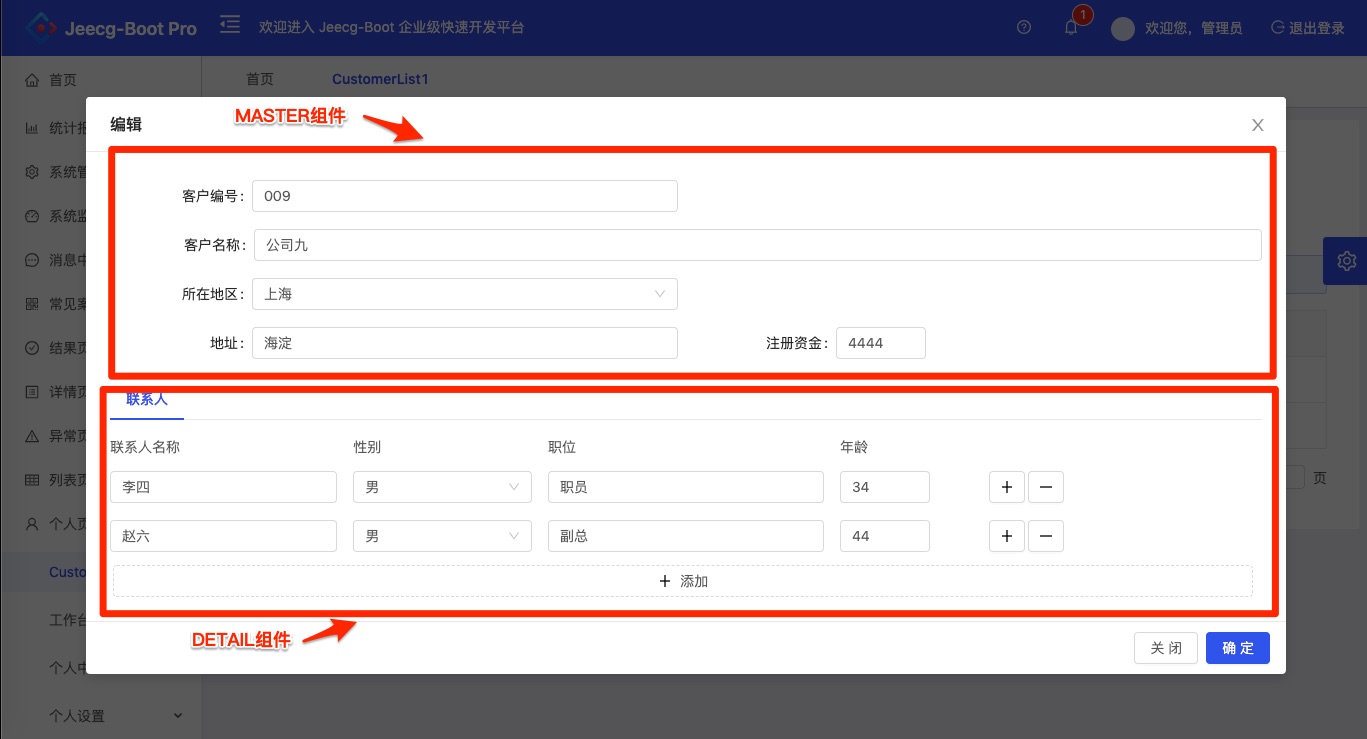 Jeecg-Boot Pro 欢迎进入 Jeecg-Boot 企业级快速开发平台 1 欢迎您，管理员 退出登录
首页 首页 CustomerList1
统计报
系统管
系统监
消息中
常见案
结果页
详情页
异常页
列表页
个人页
Custo
工作台
个人中
个人设置
MASTER组件
编辑
客户编号: 009
客户名称: 公司九
所在地区: 上海
地址: 海淀 注册资金: 4444
联系人
联系人名称 性别 职位 年龄
李四 男 职员 34
赵六 男 副总 44
添加
DETAIL组件
关 闭 确 定
页